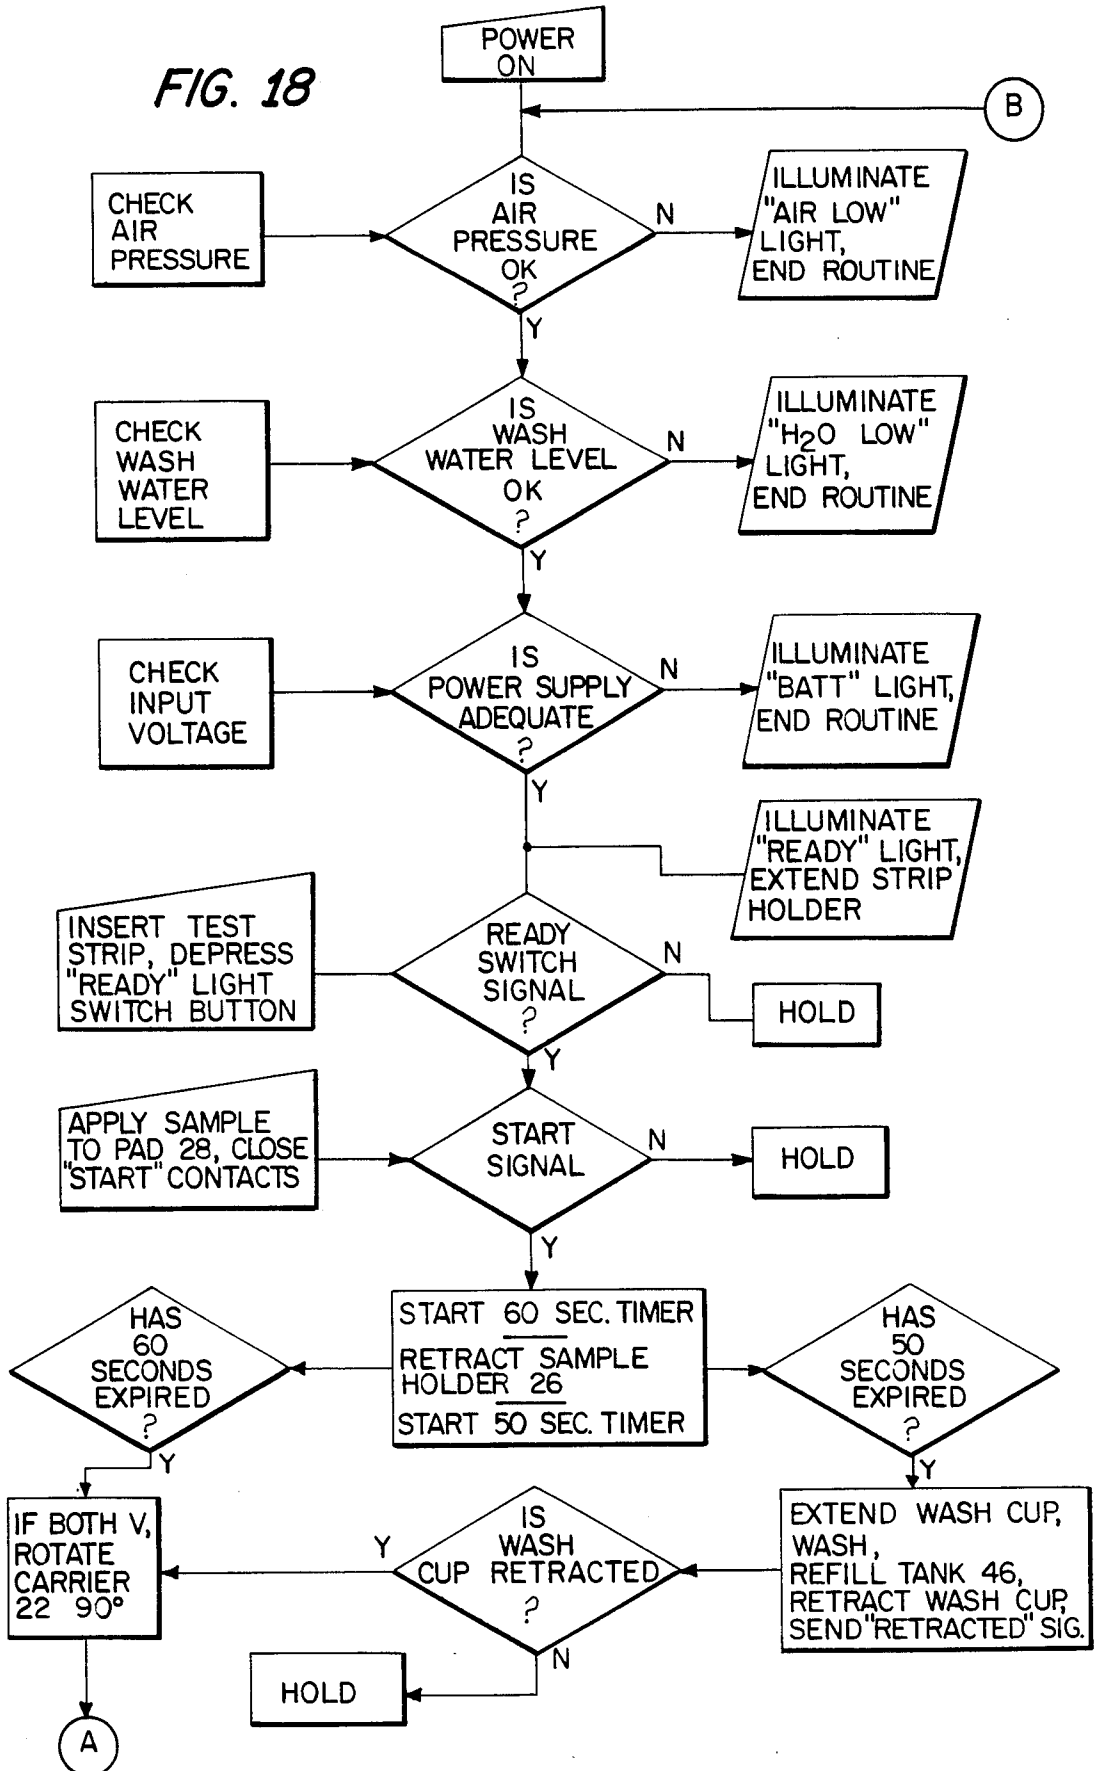 POWER
ON
FIG. 18
B
CHECK
AIR
PRESSURE
IS
AIR
PRESSURE
OK
?
N
Y
ILLUMINATE
"AIR LOW"
LIGHT,
END ROUTINE
CHECK
WASH
WATER
LEVEL
IS
WASH
WATER LEVEL
OK
?
N
Y
ILLUMINATE
"H2O LOW"
LIGHT,
END ROUTINE
CHECK
INPUT
VOLTAGE
IS
POWER SUPPLY
ADEQUATE
?
N
Y
ILLUMINATE
"BATT" LIGHT,
END ROUTINE
ILLUMINATE
"READY" LIGHT,
EXTEND STRIP
HOLDER
INSERT TEST
STRIP, DEPRESS
"READY" LIGHT
SWITCH BUTTON
READY
SWITCH
SIGNAL
?
N
Y
HOLD
APPLY SAMPLE
TO PAD 28, CLOSE
"START" CONTACTS
START
SIGNAL
N
Y
HOLD
HAS
60
SECONDS
EXPIRED
?
Y
START 60 SEC. TIMER
RETRACT SAMPLE
HOLDER 26
START 50 SEC. TIMER
HAS
50
SECONDS
EXPIRED
?
Y
IF BOTH V,
ROTATE
CARRIER
22 90°
Y
IS
WASH
CUP RETRACTED
?
N
EXTEND WASH CUP,
WASH,
REFILL TANK 46,
RETRACT WASH CUP,
SEND "RETRACTED" SIG.
HOLD
A